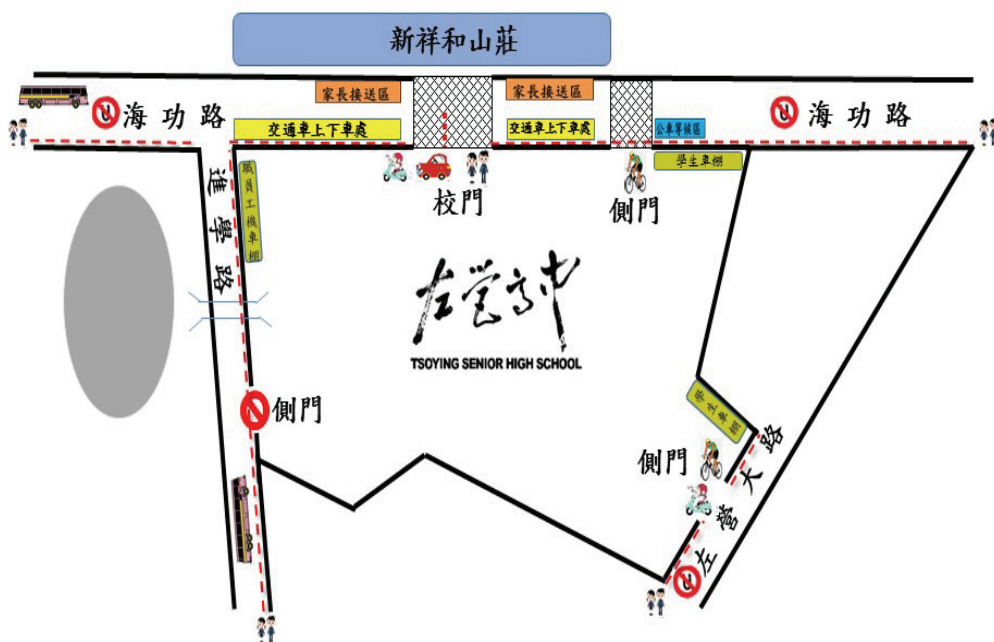 新祥和山莊
家長接送區
家長接送區
海功路
海功路
交通車上下車處
交通車上下車處
公車等候區
學生車棚
進學路
職員工機車棚
校門
側門
左營高中
TSOYING SENIOR HIGH SCHOOL
側門
學生車棚
側門
左營大路